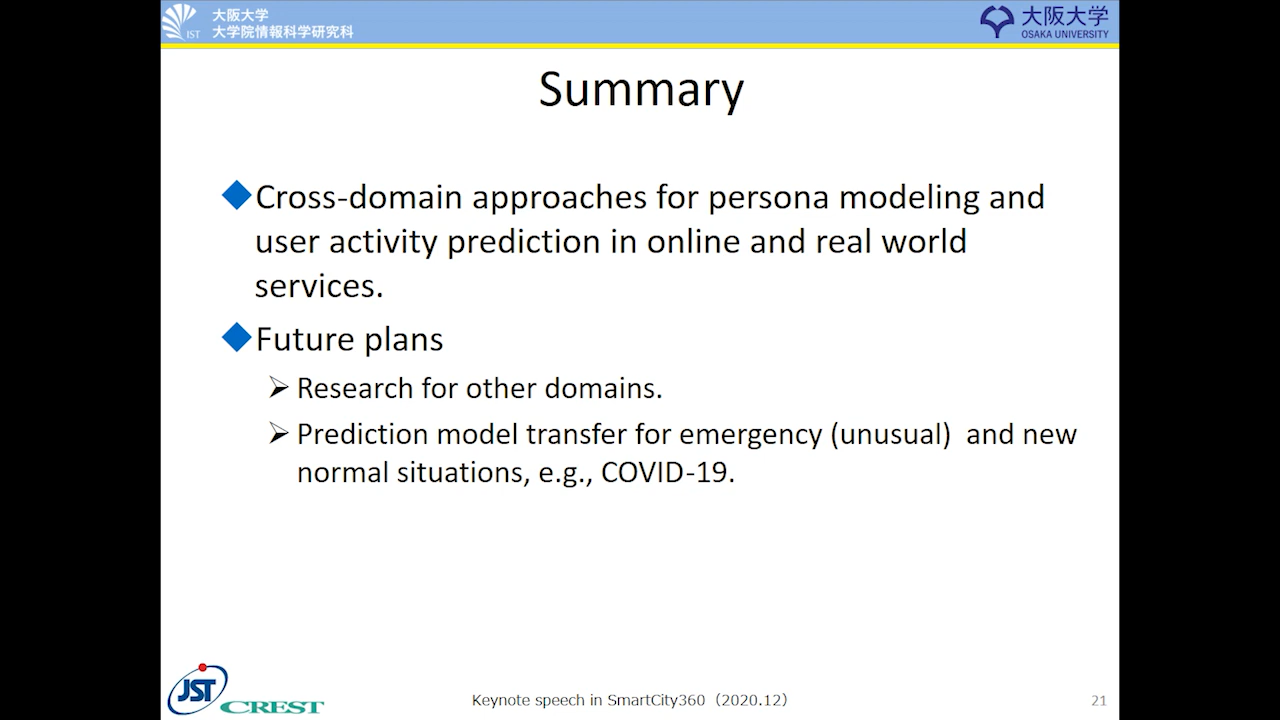 大阪大学
大学院情報科学研究科
IST
大阪大学
OSAKA UNIVERSITY
Summary
Cross-domain approaches for persona modeling and
user activity prediction in online and real world
services.
Future plans
Research for other domains.
Prediction model transfer for emergency (unusual)  and new
normal situations, e.g., COVID-19.
JST
CREST
Keynote speech in SmartCity360（2020.12）
21